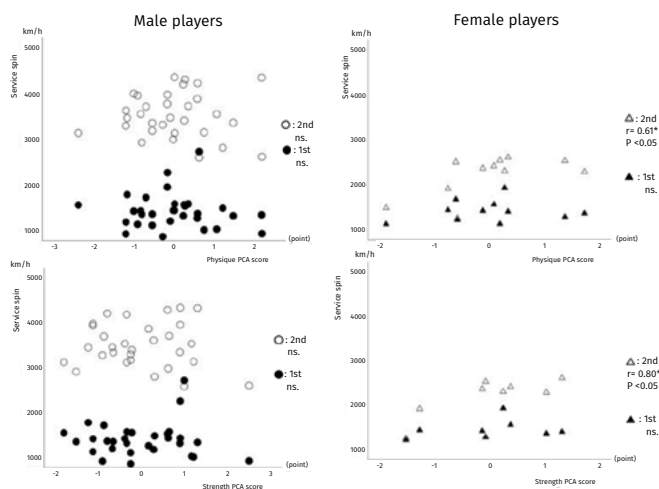 Male players
Female players
km/h
Service spin
5000
4000
3000
2000
1000
-3
-2
-1
0
1
2
3
(point)
Physique PCA score
: 2nd
ns.
: 1st
ns.
km/h
Service spin
5000
4000
3000
2000
1000
-2
-1
0
1
2
(point)
Physique PCA score
: 2nd
r= 0.61*
P <0.05
: 1st
ns.
km/h
Service spin
5000
4000
3000
2000
1000
-2
-1
0
1
2
3
(point)
Strength PCA score
: 2nd
ns.
: 1st
ns.
km/h
Service spin
5000
4000
3000
2000
1000
-2
-1
0
1
2
(point)
Strength PCA score
: 2nd
r= 0.80*
P <0.05
: 1st
ns.